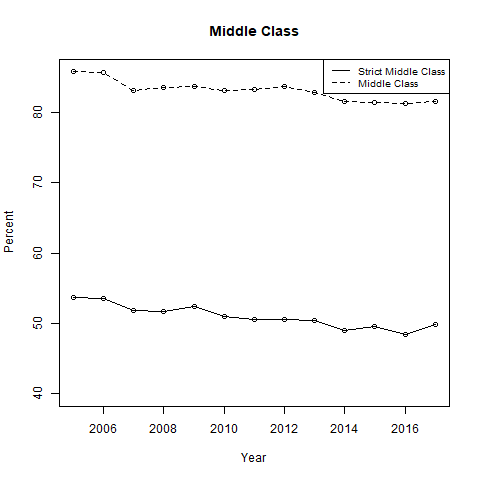 Middle Class
Strict Middle Class
Middle Class
Percent
80
70
60
50
40
2006
2008
2010
2012
2014
2016
Year